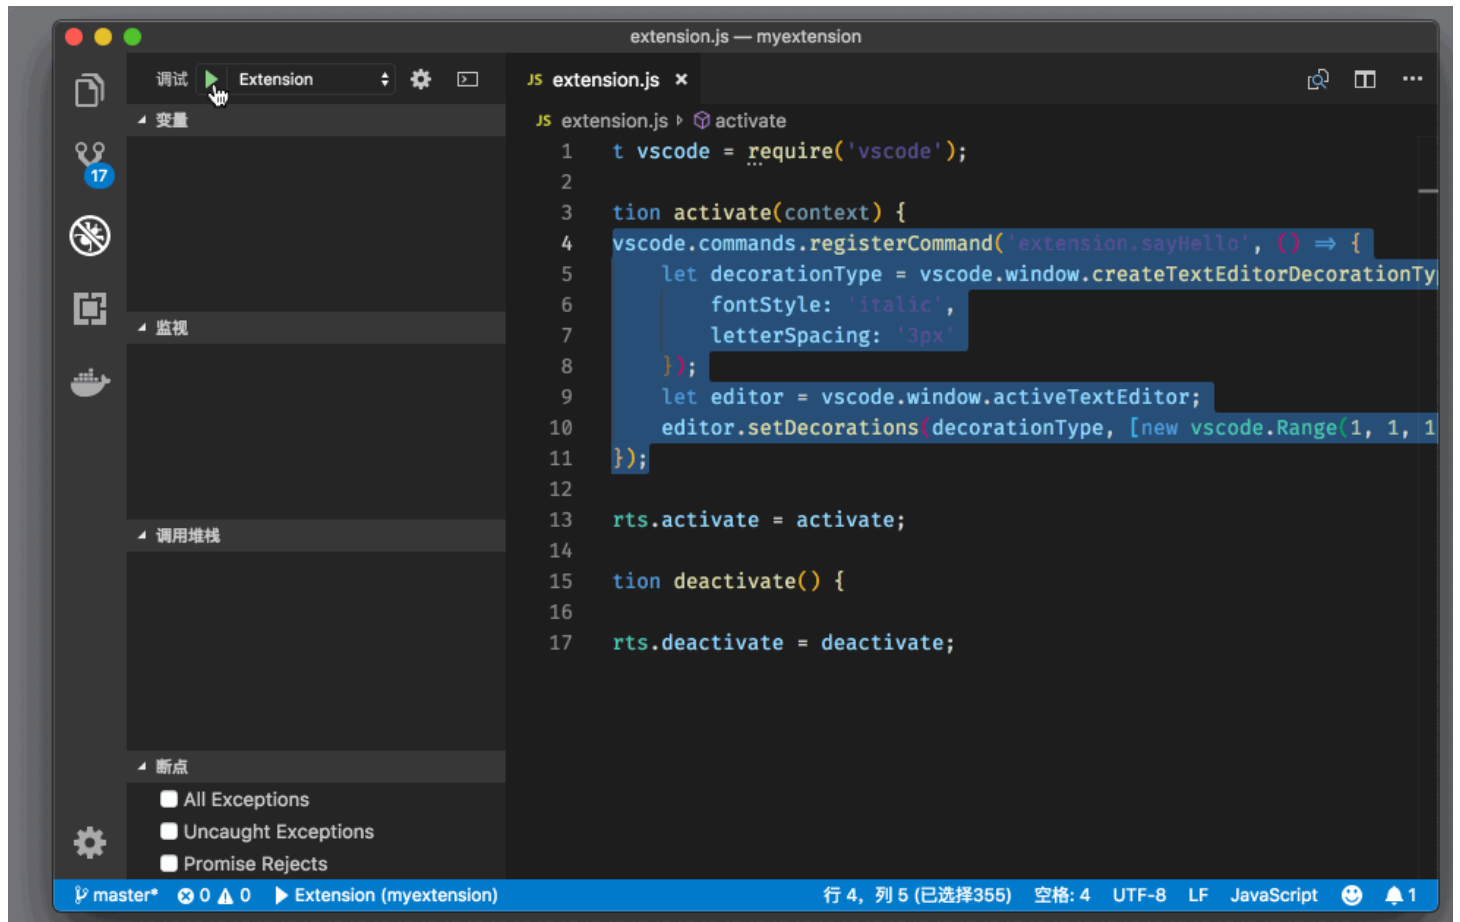 extension.js — myextension
调试 Extension
JS extension.js ×
变量
JS extension.js activate
17
1 t vscode = require('vscode');
2
3 tion activate(context) {
4 vscode.commands.registerCommand('extension.sayHello', () => {
5 let decorationType = vscode.window.createTextEditorDecorationTy
6 fontStyle: 'italic',
7 letterSpacing: '3px'
8 });
9 let editor = vscode.window.activeTextEditor;
10 editor.setDecorations(decorationType, [new vscode.Range(1, 1, 1
11 });
12
13 rts.activate = activate;
14
15 tion deactivate() {
16
17 rts.deactivate = deactivate;
监视
调用堆栈
断点
All Exceptions
Uncaught Exceptions
Promise Rejects
master* 0 0 Extension (myextension) 行 4，列 5 (已选择355) 空格: 4 UTF-8 LF JavaScript 1